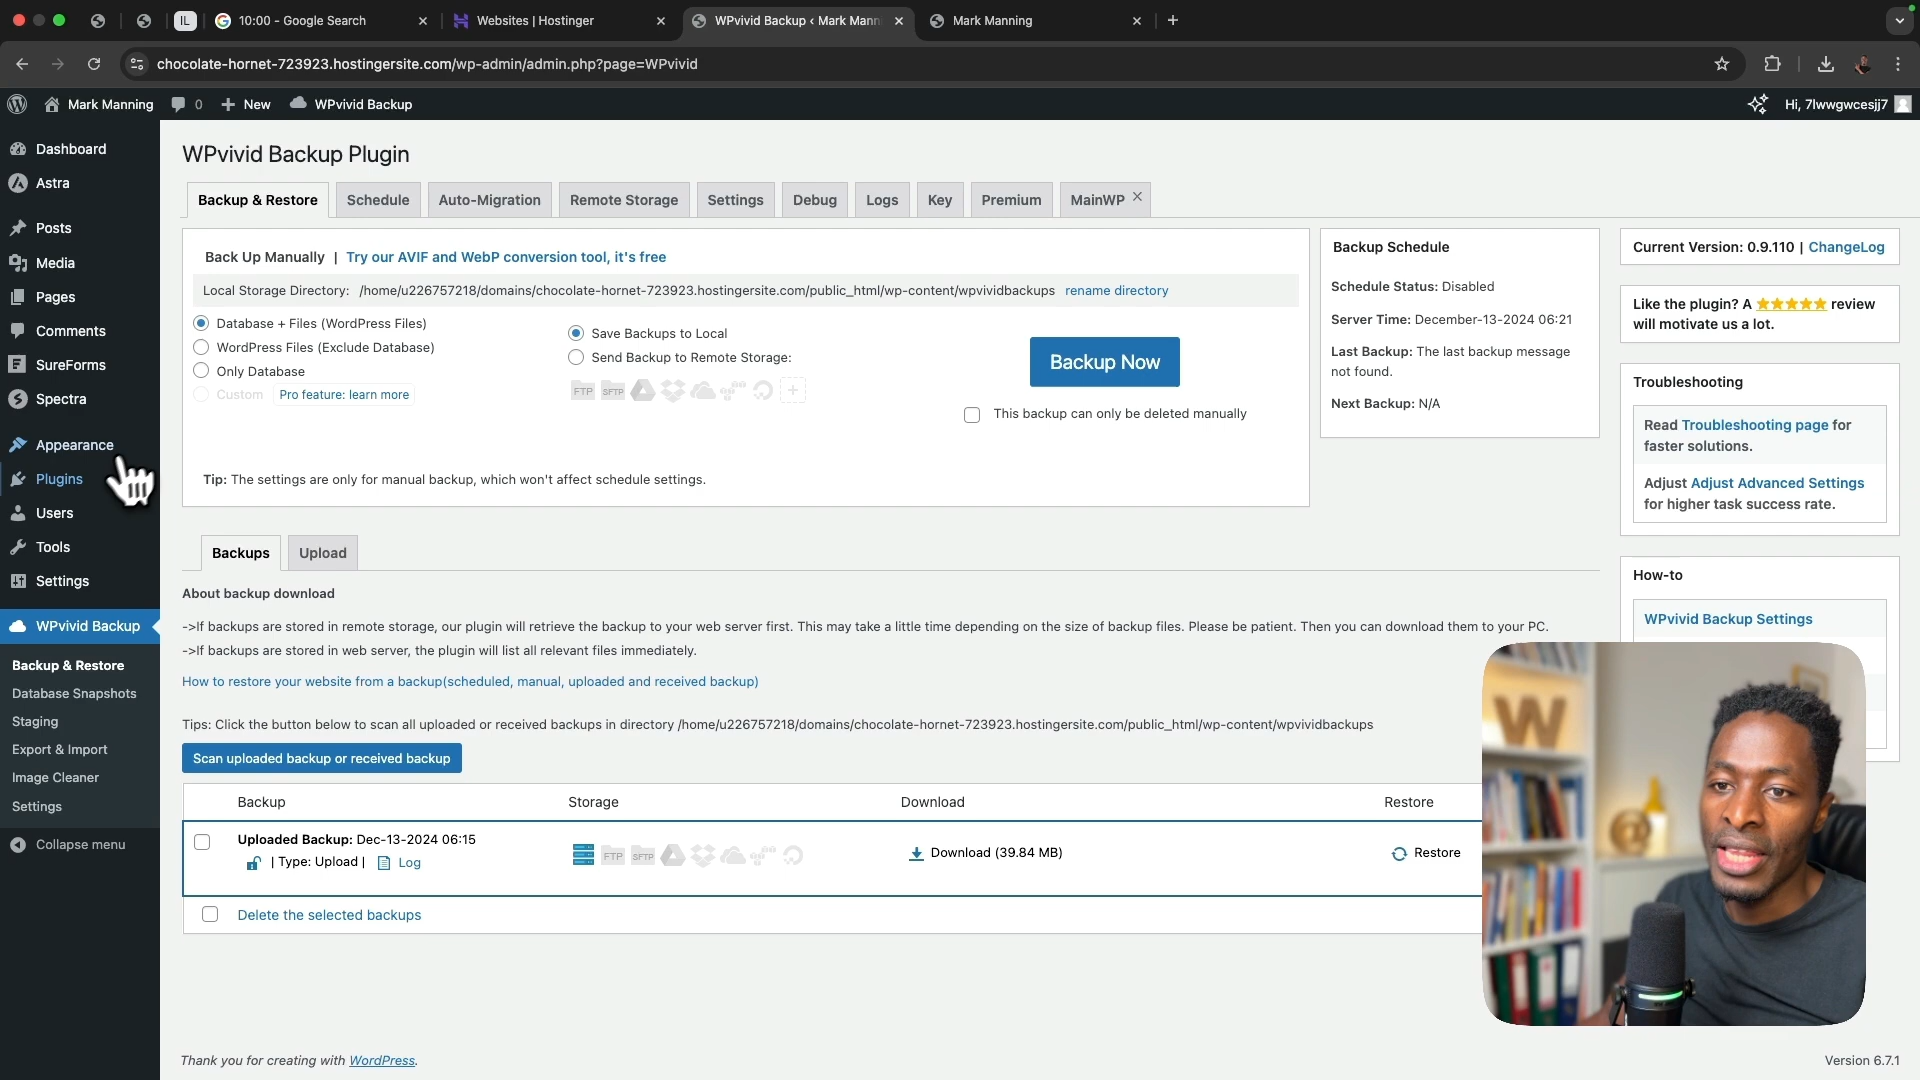 IL
10:00 - Google Search
Websites | Hostinger
WPvivid Backup ‹ Mark Mann
Mark Manning
chocolate-hornet-723923.hostingersite.com/wp-admin/admin.php?page=WPvivid
Mark Manning
0
New
WPvivid Backup
Hi, 7lwwgwcesjj7
Dashboard
Astra
Posts
Media
Pages
Comments
SureForms
Spectra
Appearance
Plugins
Users
Tools
Settings
WPvivid Backup
Backup & Restore
Database Snapshots
Staging
Export & Import
Image Cleaner
Settings
Collapse menu
WPvivid Backup Plugin
Backup & Restore
Schedule
Auto-Migration
Remote Storage
Settings
Debug
Logs
Key
Premium
MainWP
Back Up Manually | Try our AVIF and WebP conversion tool, it's free
Local Storage Directory: /home/u226757218/domains/chocolate-hornet-723923.hostingersite.com/public_html/wp-content/wpvividbackups rename directory
Database + Files (WordPress Files)
WordPress Files (Exclude Database)
Only Database
Custom Pro feature: learn more
Save Backups to Local
Send Backup to Remote Storage:
FTP SFTP
Backup Now
This backup can only be deleted manually
Tip: The settings are only for manual backup, which won't affect schedule settings.
Backup Schedule
Schedule Status: Disabled
Server Time: December-13-2024 06:21
Last Backup: The last backup message
not found.
Next Backup: N/A
Current Version: 0.9.110 | ChangeLog
Like the plugin? A ★★★★★ review
will motivate us a lot.
Troubleshooting
Read Troubleshooting page for
faster solutions.
Adjust Adjust Advanced Settings
for higher task success rate.
How-to
WPvivid Backup Settings
Backups
Upload
About backup download
->If backups are stored in remote storage, our plugin will retrieve the backup to your web server first. This may take a little time depending on the size of backup files. Please be patient. Then you can download them to your PC.
->If backups are stored in web server, the plugin will list all relevant files immediately.
How to restore your website from a backup(scheduled, manual, uploaded and received backup)
Tips: Click the button below to scan all uploaded or received backups in directory /home/u226757218/domains/chocolate-hornet-723923.hostingersite.com/public_html/wp-content/wpvividbackups
Scan uploaded backup or received backup
Backup
Storage
Download
Restore
Uploaded Backup: Dec-13-2024 06:15
| Type: Upload | Log
FTP SFTP
Download (39.84 MB)
Restore
Delete the selected backups
W
Thank you for creating with WordPress.
Version 6.7.1